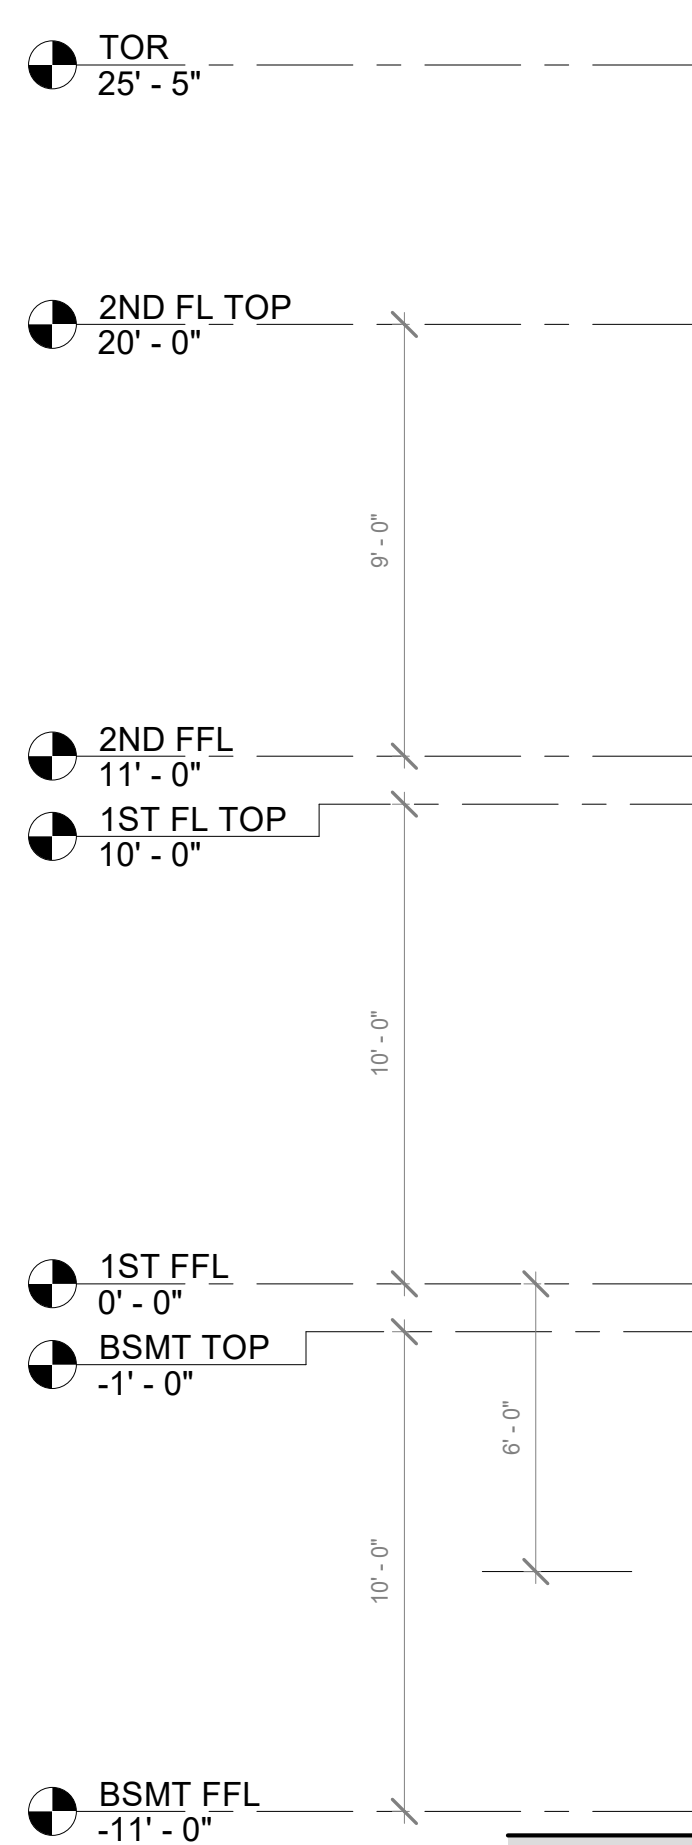 TOR
25' - 5"
2ND FL TOP
20' - 0"
9' - 0"
2ND FFL
11' - 0"
1ST FL TOP
10' - 0"
10' - 0"
1ST FFL
0' - 0"
BSMT TOP
-1' - 0"
6' - 0"
10' - 0"
BSMT FFL
-11' - 0"